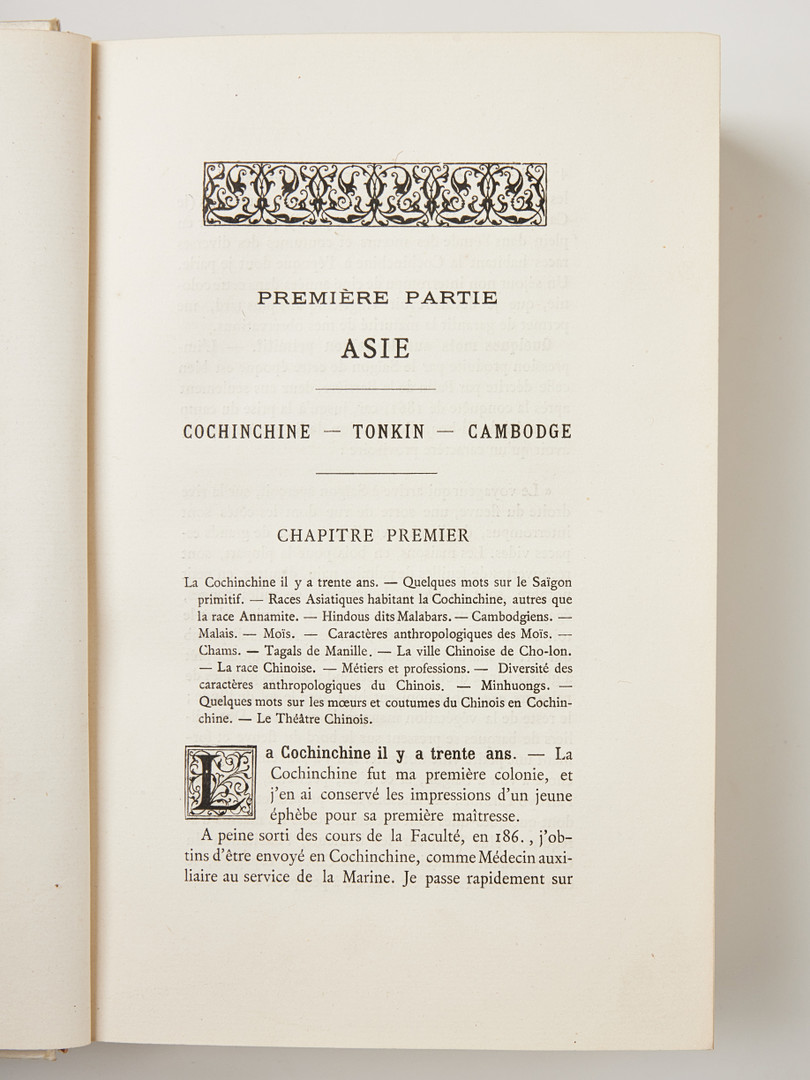 PREMIÈRE PARTIE
ASIE
COCHINCHINE — TONKIN — CAMBODGE
CHAPITRE PREMIER
La Cochinchine il y a trente ans. — Quelques mots sur le Saïgon
primitif. — Races Asiatiques habitant la Cochinchine, autres que
la race Annamite. — Hindous dits Malabars. — Cambodgiens. —
Malais. — Moïs. — Caractères anthropologiques des Moïs. —
Chams. — Tagals de Manille. — La ville Chinoise de Cho-lon.
— La race Chinoise. — Métiers et professions. — Diversité des
caractères anthropologiques du Chinois. — Minhuongs. —
Quelques mots sur les mœurs et coutumes du Chinois en Cochin-
chine. — Le Théâtre Chinois.
La Cochinchine il y a trente ans. — La
Cochinchine fut ma première colonie, et
j'en ai conservé les impressions d'un jeune
éphèbe pour sa première maîtresse.
A peine sorti des cours de la Faculté, en 186. , j'ob-
tins d'être envoyé en Cochinchine, comme Médecin auxi-
liaire au service de la Marine. Je passe rapidement sur